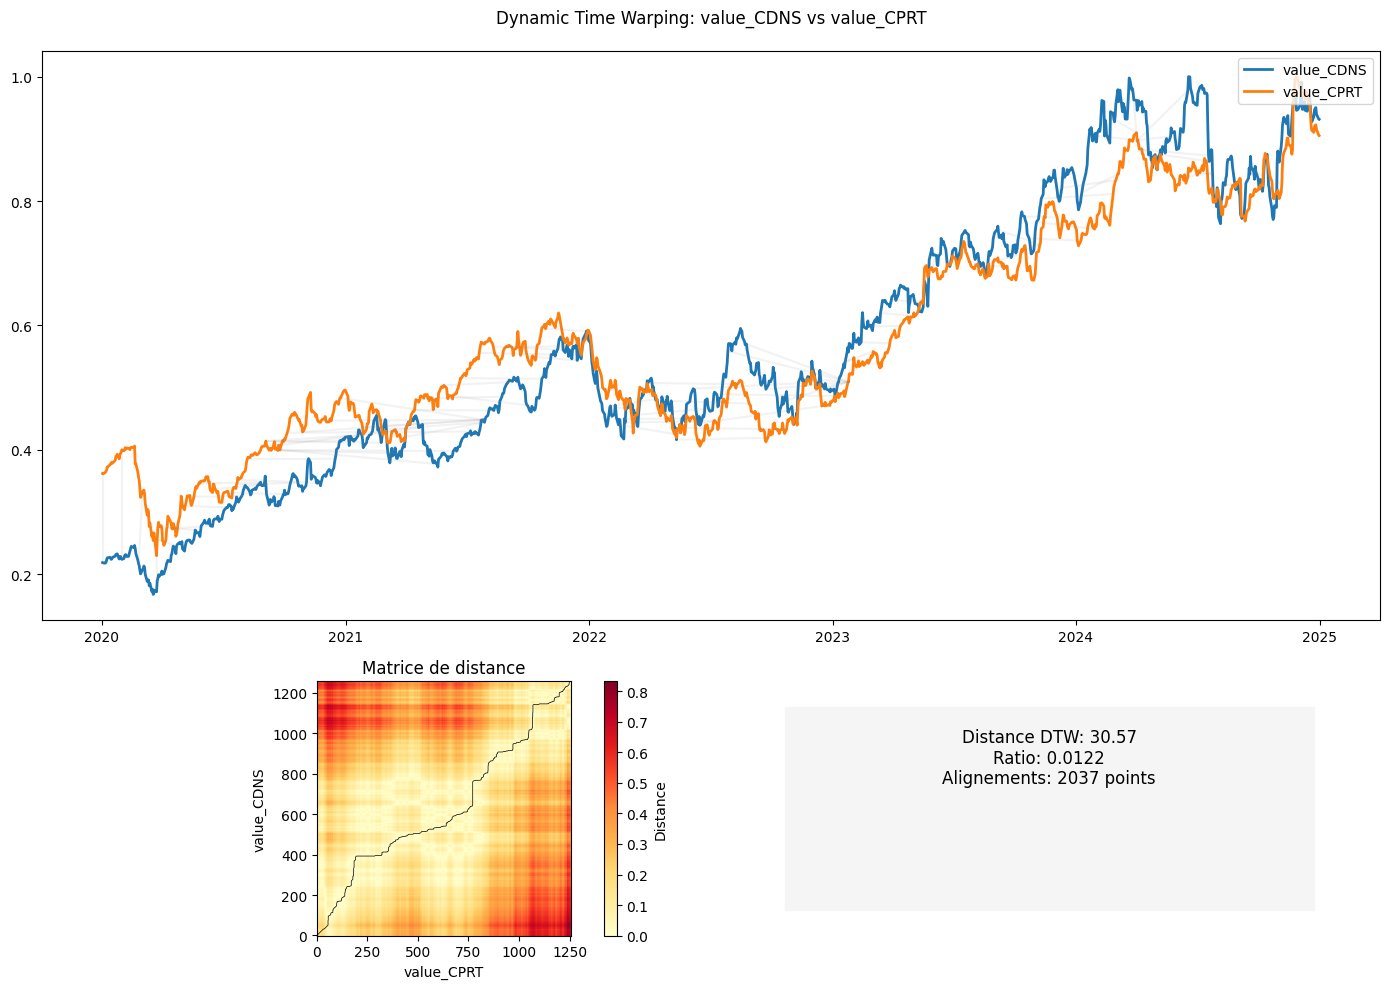 Dynamic Time Warping: value_CDNS vs value_CPRT
value_CDNS
value_CPRT
1.0
0.8
0.6
0.4
0.2
2020 2021 2022 2023 2024 2025
Matrice de distance
value_CDNS
1200
1000
800
600
400
200
0
0 250 500 750 1000 1250
value_CPRT
0.8
0.7
0.6
0.5
0.4
0.3
0.2
0.1
0.0
Distance
Distance DTW: 30.57
Ratio: 0.0122
Alignements: 2037 points